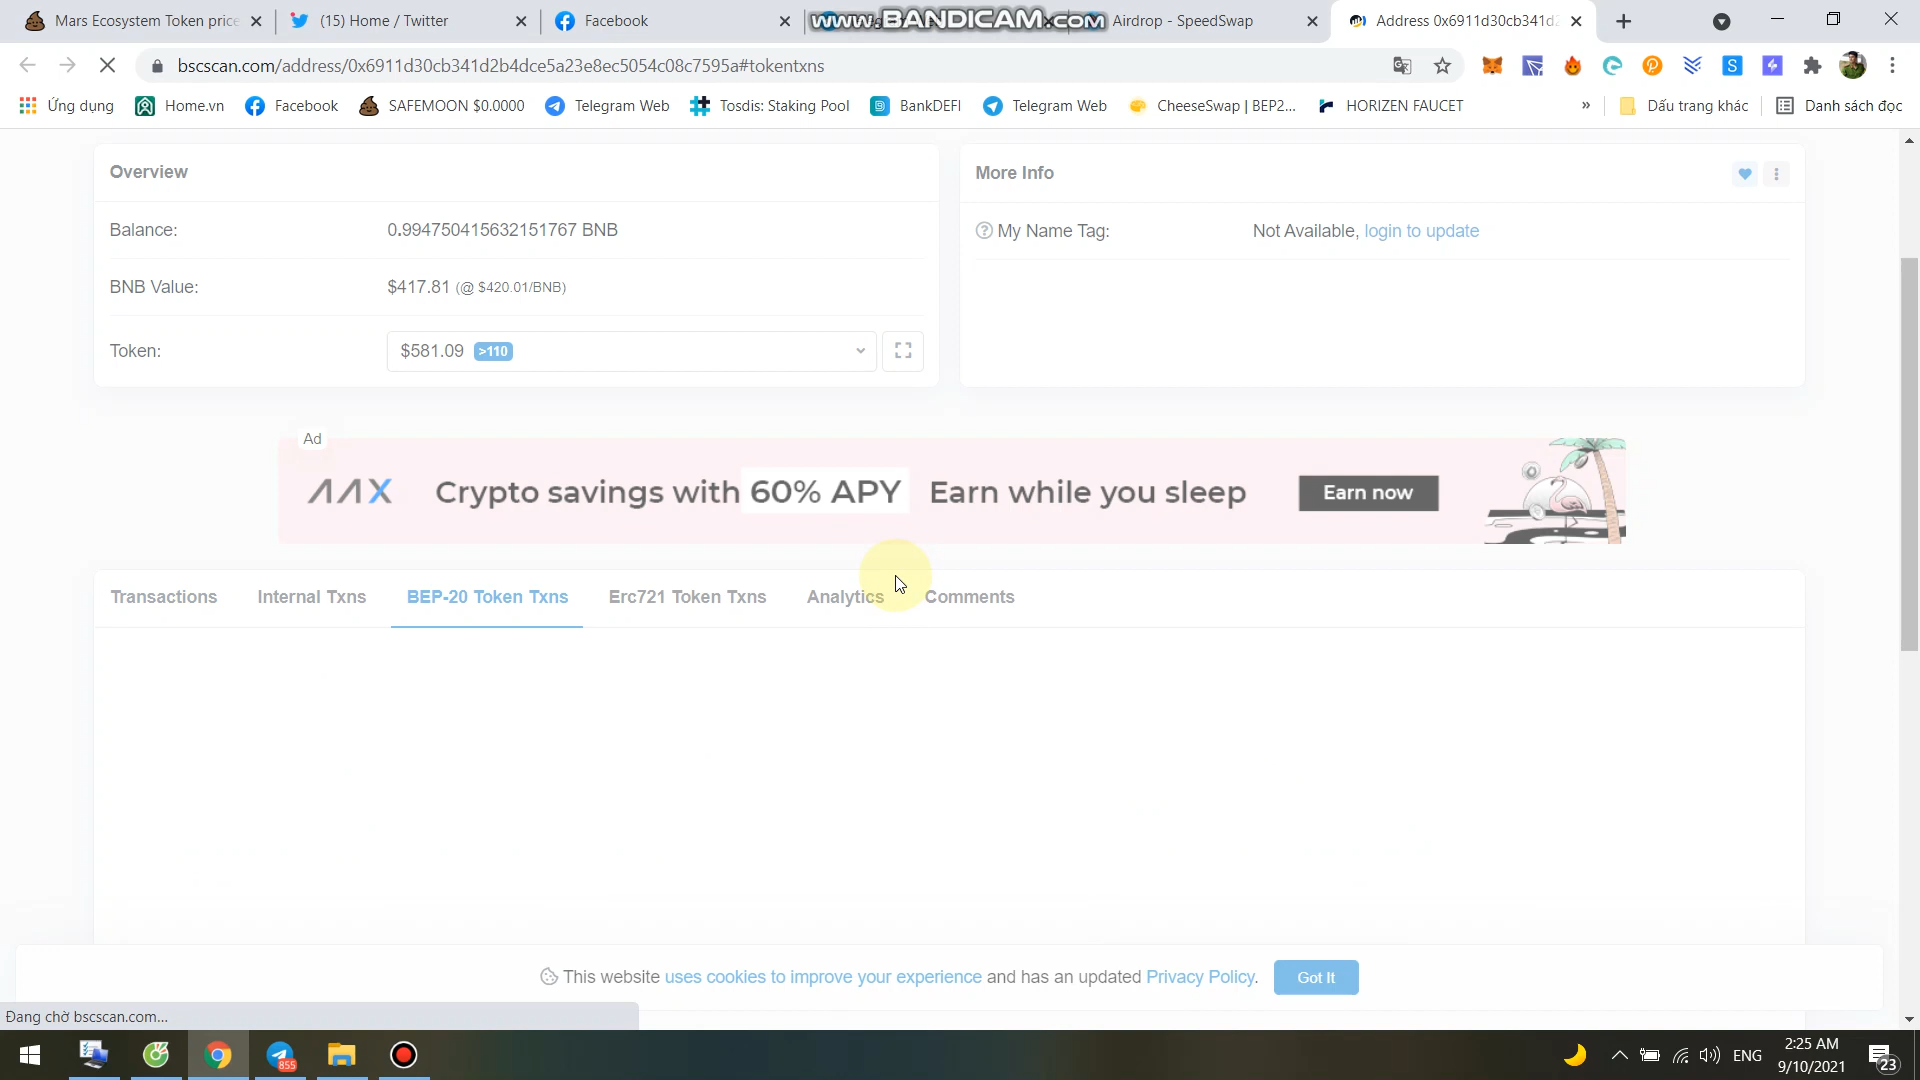 Mars Ecosystem Token price
(15) Home / Twitter
Facebook
www.BANDICAM.com
Airdrop - SpeedSwap
Address 0x6911d30cb341d2
bscscan.com/address/0x6911d30cb341d2b4dce5a23e8ec5054c08c7595a#tokentxns
Ứng dụng
Home.vn
Facebook
SAFEMOON $0.0000
Telegram Web
Tosdis: Staking Pool
BankDEFI
Telegram Web
CheeseSwap | BEP2...
HORIZEN FAUCET
»
Dấu trang khác
Danh sách đọc
Overview
More Info
Balance:
0.994750415632151767 BNB
My Name Tag:
Not Available, login to update
BNB Value:
$417.81 (@ $420.01/BNB)
Token:
$581.09 >110
Ad
AAX
Crypto savings with 60% APY Earn while you sleep
Earn now
Transactions
Internal Txns
BEP-20 Token Txns
Erc721 Token Txns
Analytics
Comments
This website uses cookies to improve your experience and has an updated Privacy Policy.
Got It
Đang chờ bscscan.com...
855
ENG
2:25 AM
9/10/2021
23